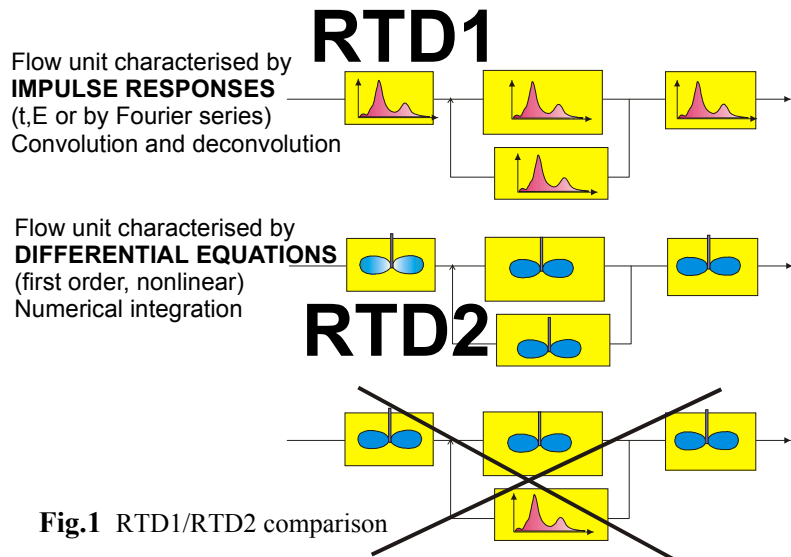 RTD1
Flow unit characterised by
IMPULSE RESPONSES
(t,E or by Fourier series)
Convolution and deconvolution
Flow unit characterised by
DIFFERENTIAL EQUATIONS
(first order, nonlinear)
Numerical integration
RTD2
Fig.1 RTD1/RTD2 comparison